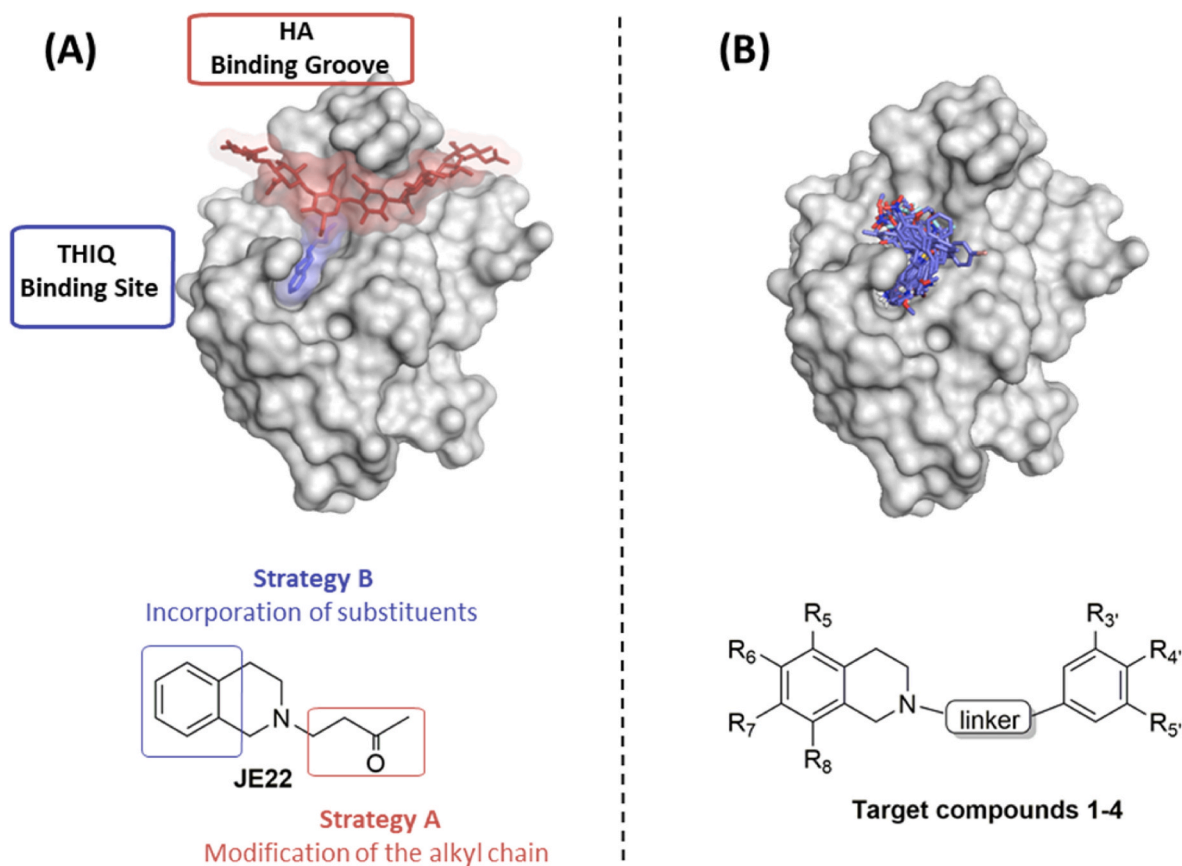 (A)
HA
Binding Groove
THIQ
Binding Site
Strategy B
Incorporation of substituents
N
O
JE22
Strategy A
Modification of the alkyl chain
(B)
R5
R6
R7
R8
N
linker
R3'
R4'
R5'
Target compounds 1-4